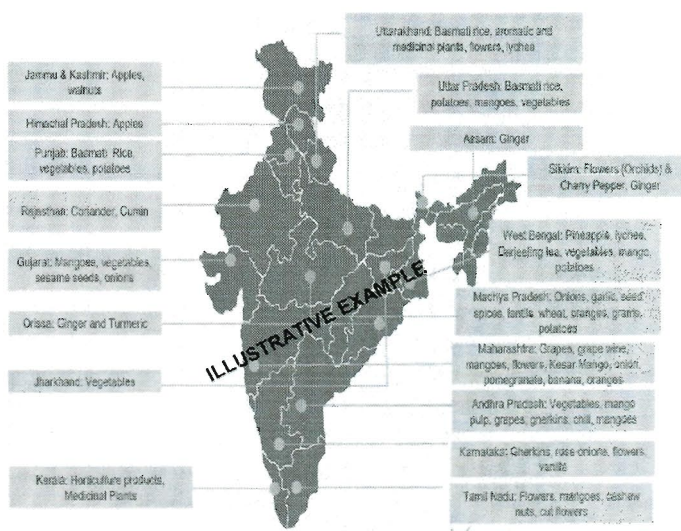 Uttarakhand: Basmati rice, aromatic and
medicinal plants, flowers, lychee
Jammu & Kashmir: Apples,
walnuts
Uttar Pradesh: Basmati rice,
potatoes, mangoes, vegetables
Himachal Pradesh: Apples
Assam: Ginger
Punjab: Basmati Rice,
vegetables, potatoes
Sikkim: Flowers (Orchids) &
Cherry Pepper, Ginger
Rajasthan: Coriander, Cumin
West Bengal: Pineapple, lychee,
Darjeeling tea, vegetables, mango,
potatoes
Gujarat: Mangoes, vegetables,
sesame seeds, onions
Madhya Pradesh: Onions, garlic, seed
spices, wheat, oranges, grams,
potatoes
Orissa: Ginger and Turmeric
ILLUSTRATIVE EXAMPLE
Maharashtra: Grapes, grape wine,
mangoes, flowers, Kesar Mango, onion,
pomegranate, banana, oranges
Jharkhand: Vegetables
Andhra Pradesh: Vegetables, mango
pulp, grapes, gherkins, chili, mangoes
Karnataka: Gherkins, rose onions, flowers,
vanilla
Kerala: Horticulture products,
Medicinal Plants
Tamil Nadu: Flowers, mangoes, cashew
nuts, cut flowers